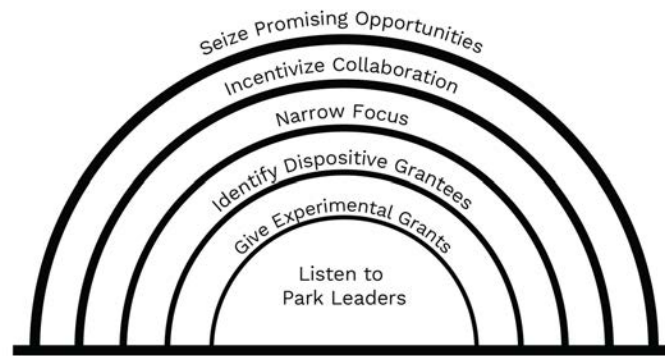 Seize Promising Opportunities
Incentivize Collaboration
Narrow Focus
Identify Dispositive Grantees
Give Experimental Grants
Listen to
Park Leaders